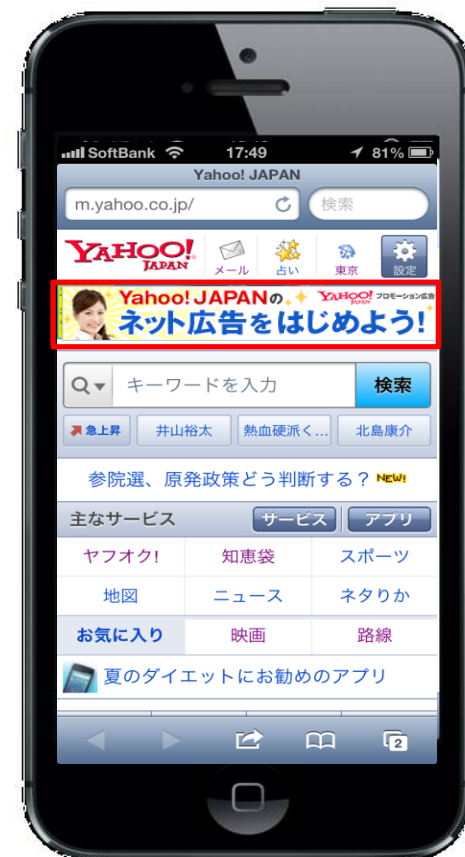 SoftBank 17:49 81%
Yahoo! JAPAN
m.yahoo.co.jp/ 検索
YAHOO! JAPAN メール 占い 東京 設定
Yahoo! JAPANの YAHOO! JAPAN プロモーション広告
ネット広告をはじめよう!
キーワードを入力 検索
急上昇 井山裕太 熱血硬派く... 北島康介
参院選、原発政策どう判断する? NEW!
主なサービス サービス アプリ
ヤフオク! 知恵袋 スポーツ
地図 ニュース ネタりか
お気に入り 映画 路線
夏のダイエットにお勧めのアプリ
2